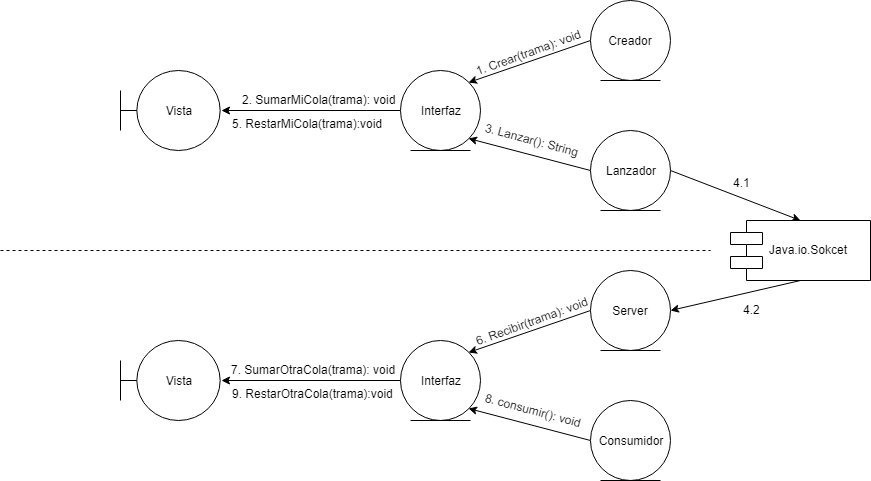 Creador
1. Crear(trama): void
2. SumarMiCola(trama): void
Vista
Interfaz
5. RestarMiCola(trama):void
3. Lanzar(): String
Lanzador
4.1
Java.io.Sokcet
4.2
Server
6. Recibir(trama): void
7. SumarOtraCola(trama): void
Vista
Interfaz
9. RestarOtraCola(trama):void
8. consumir(): void
Consumidor